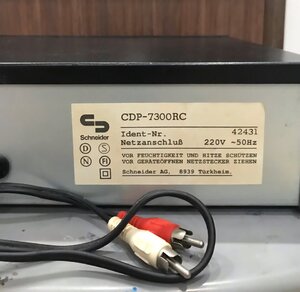 CDP-7300RC
Schneider
Ident-Nr. 42431
Netzanschluß 220V ~50Hz
D N
S FI
VOR FEUCHTIGKEIT UND HITZE SCHÜTZEN
VOR GERÄTEÖFFNEN NETZSTECKER ZIEHEN
Schneider AG, 8939 Türkheim.